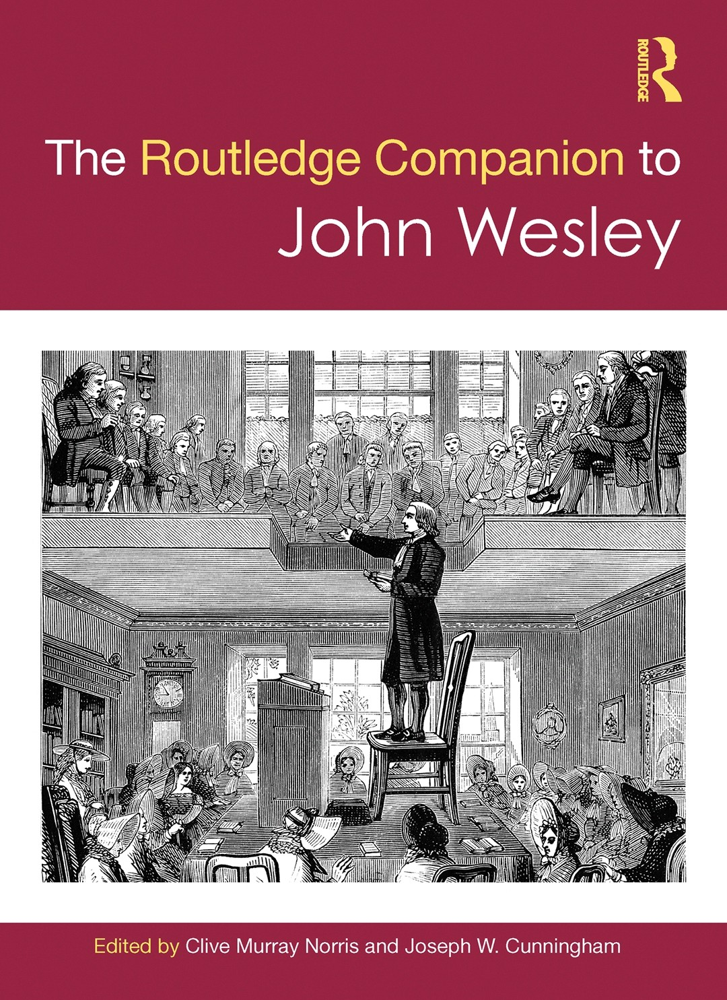 ROUTLEDGE
The Routledge Companion to
John Wesley
Edited by Clive Murray Norris and Joseph W. Cunningham